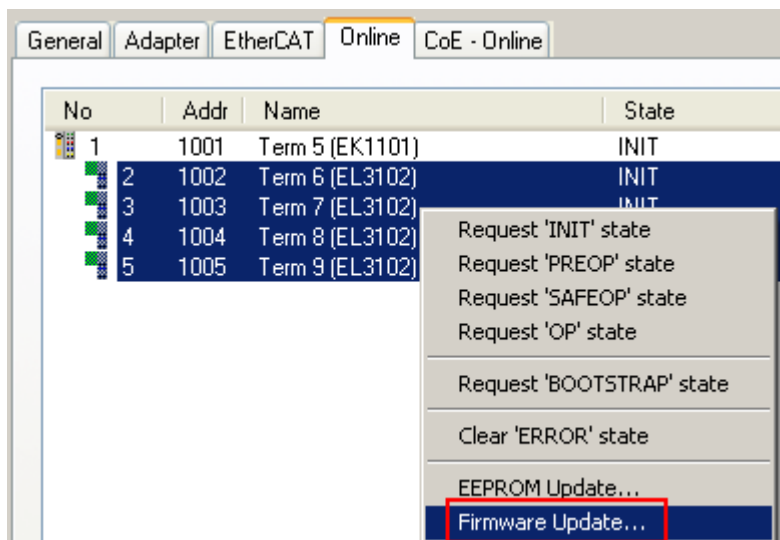 General Adapter EtherCAT Online CoE - Online
No Addr Name State
1 1001 Term 5 (EK1101) INIT
2 1002 Term 6 (EL3102) INIT
3 1003 Term 7 (EL3102) INIT
4 1004 Term 8 (EL3102)
5 1005 Term 9 (EL3102)
Request 'INIT' state
Request 'PREOP' state
Request 'SAFEOP' state
Request 'OP' state
Request 'BOOTSTRAP' state
Clear 'ERROR' state
EEPROM Update...
Firmware Update...